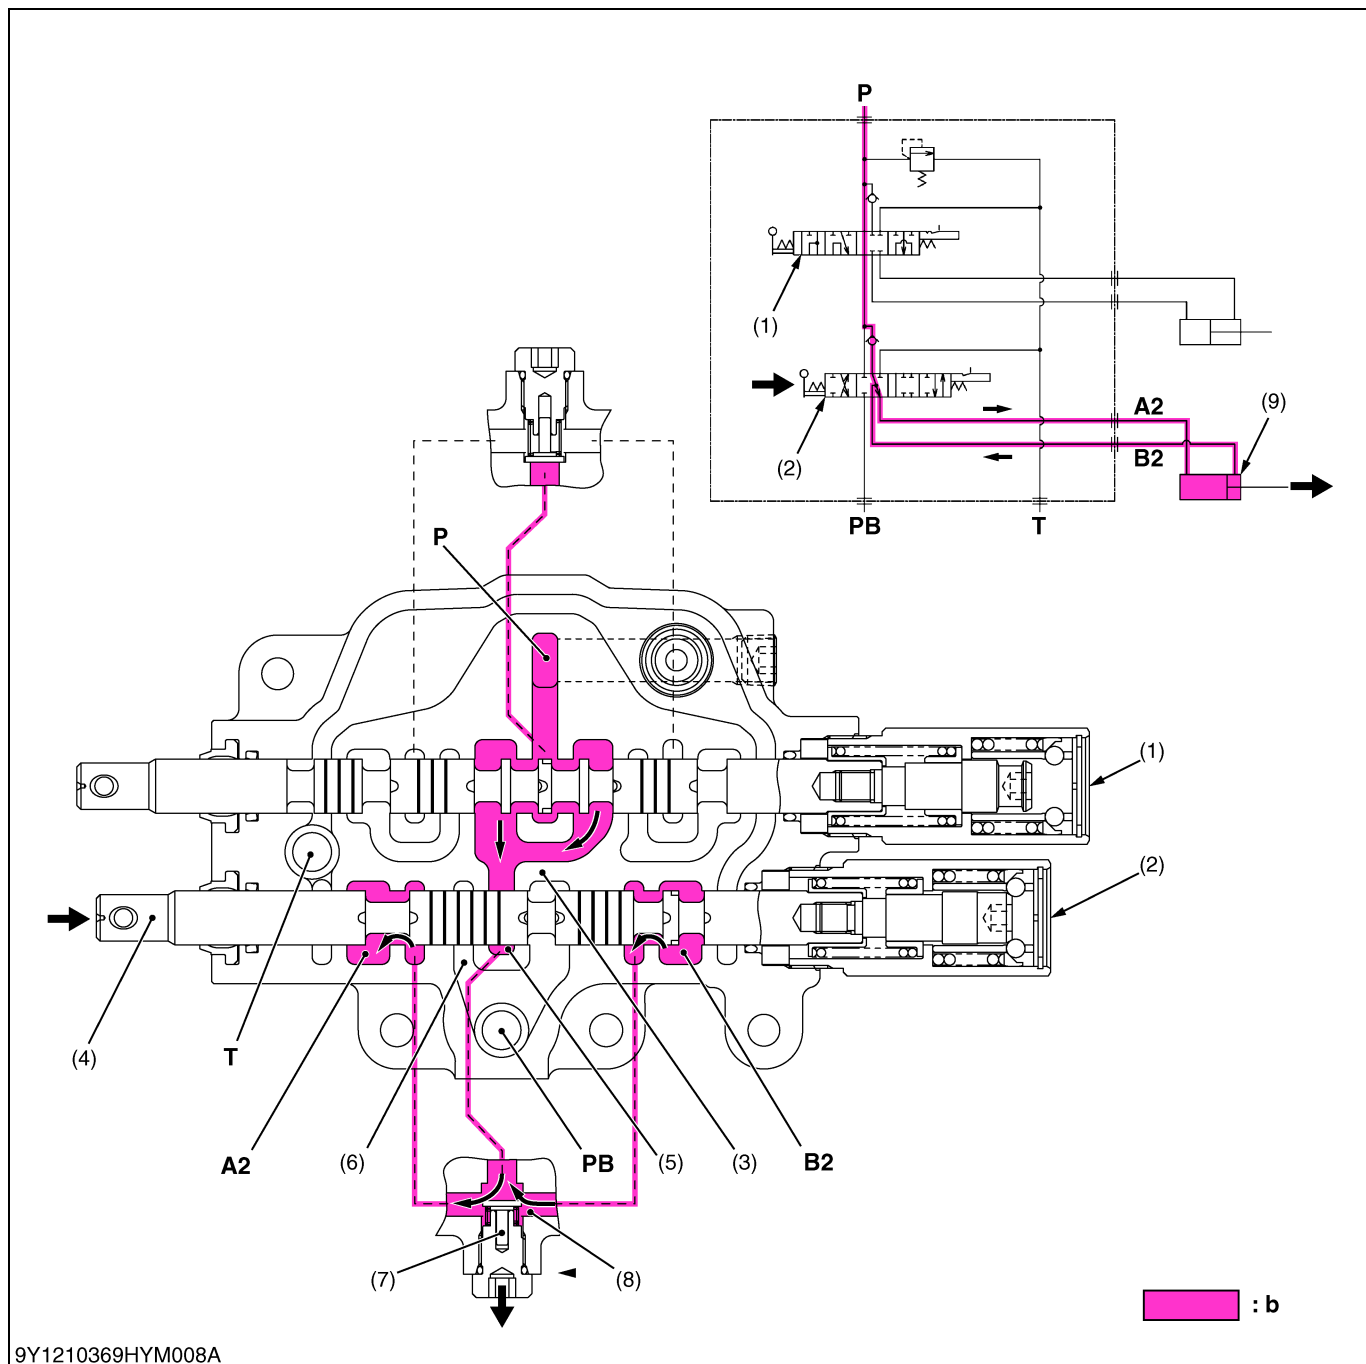 P
(1)
(2)
A2
(9)
B2
PB
T
P
(1)
(2)
(4)
T
A2
(6)
PB
(5)
(3)
B2
(7)
(8)
: b
9Y1210369HYM008A